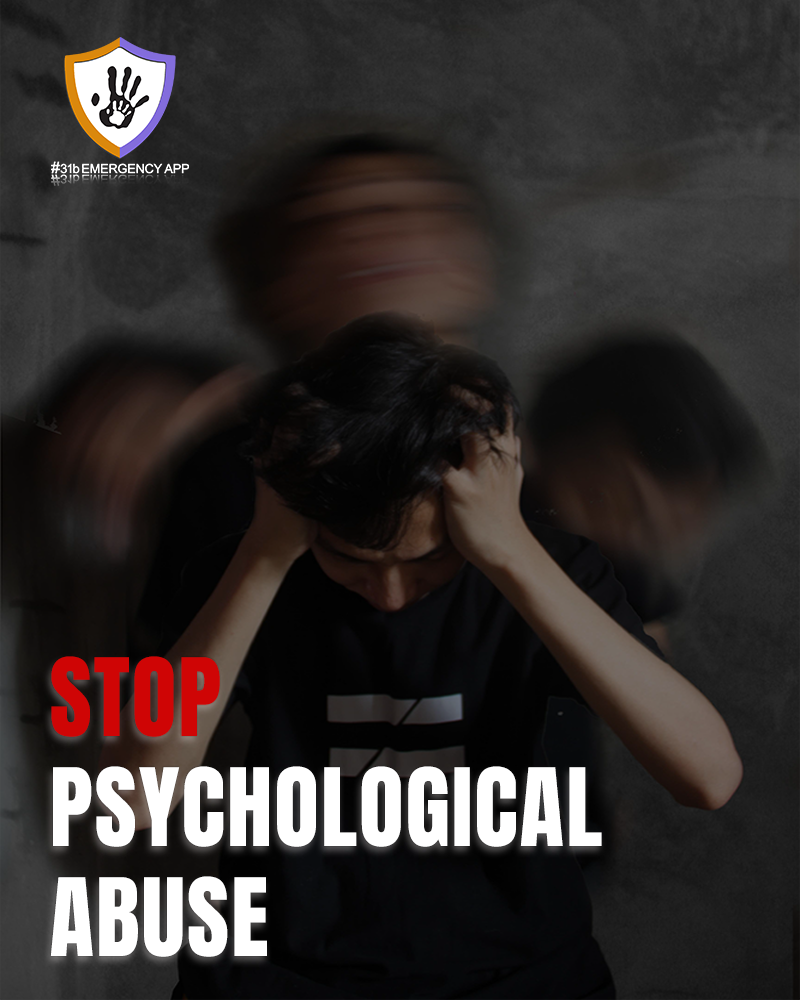 #31b EMERGENCY APP
STOP
PSYCHOLOGICAL
ABUSE